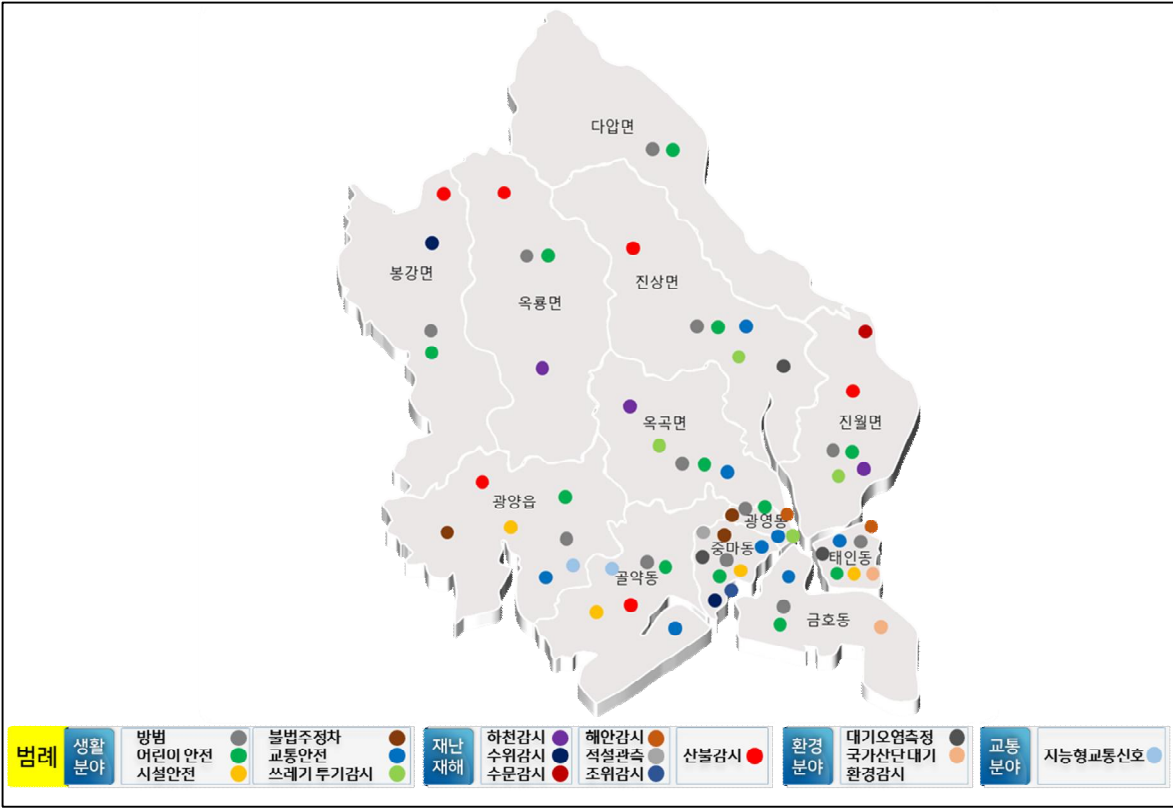 다압면
봉강면
옥룡면
진상면
옥곡면
진월면
광양읍
광영동
중마동
태인동
골약동
금호동
범례
생활
분야
방범
어린이 안전
시설안전
불법주정차
교통안전
쓰레기 투기감시
재난
재해
하천감시
수위감시
수문감시
해안감시
적설관측
조위감시
산불감시
환경
분야
대기오염측정
국가산단대기
환경감시
교통
분야
지능형교통신호